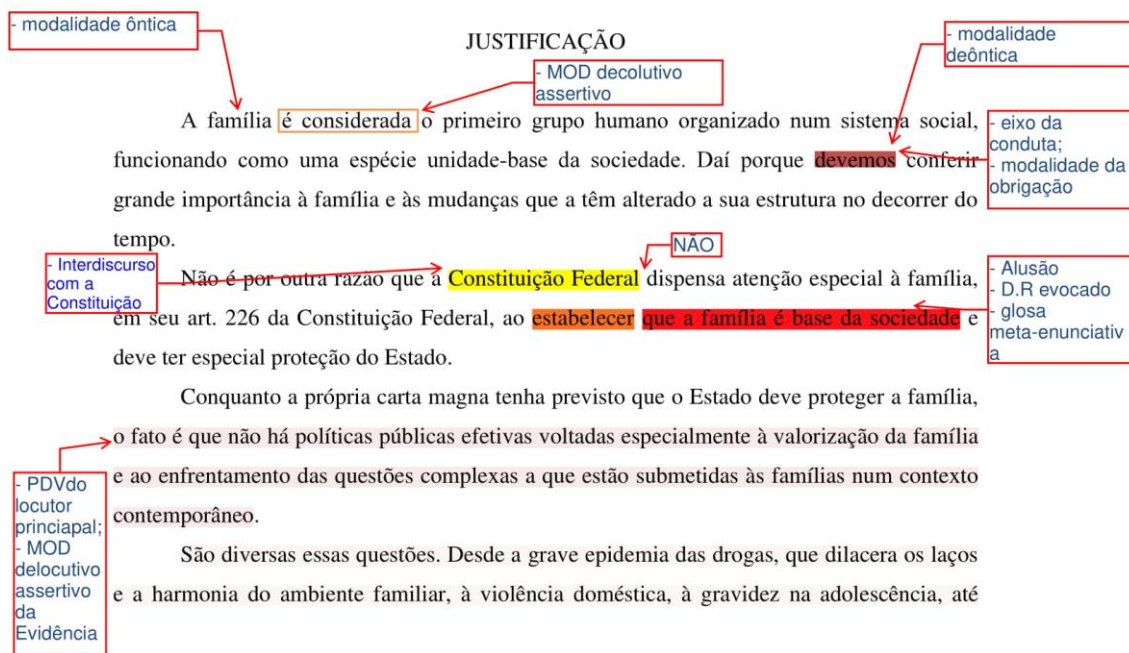 - modalidade ôntica
JUSTIFICAÇÃO
- modalidade
deôntica
- MOD decolutivo
assertivo
A família é considerada o primeiro grupo humano organizado num sistema social,
funcionando como uma espécie unidade-base da sociedade. Daí porque devemos conferir
grande importância à família e às mudanças que a têm alterado a sua estrutura no decorrer do
tempo.
- eixo da
conduta;
- modalidade da
obrigação
NÃO
- Interdiscurso
com a
Constituição
Não é por outra razão que a Constituição Federal dispensa atenção especial à família,
em seu art. 226 da Constituição Federal, ao estabelecer que a família é base da sociedade e
deve ter especial proteção do Estado.
- Alusão
- D.R evocado
- glosa
meta-enunciativ
a
Conquanto a própria carta magna tenha previsto que o Estado deve proteger a família,
o fato é que não há políticas públicas efetivas voltadas especialmente à valorização da família
e ao enfrentamento das questões complexas a que estão submetidas às famílias num contexto
contemporâneo.
- PDVdo
locutor
princiapal;
- MOD
delocutivo
assertivo
da
Evidência
São diversas essas questões. Desde a grave epidemia das drogas, que dilacera os laços
e a harmonia do ambiente familiar, à violência doméstica, à gravidez na adolescência, até